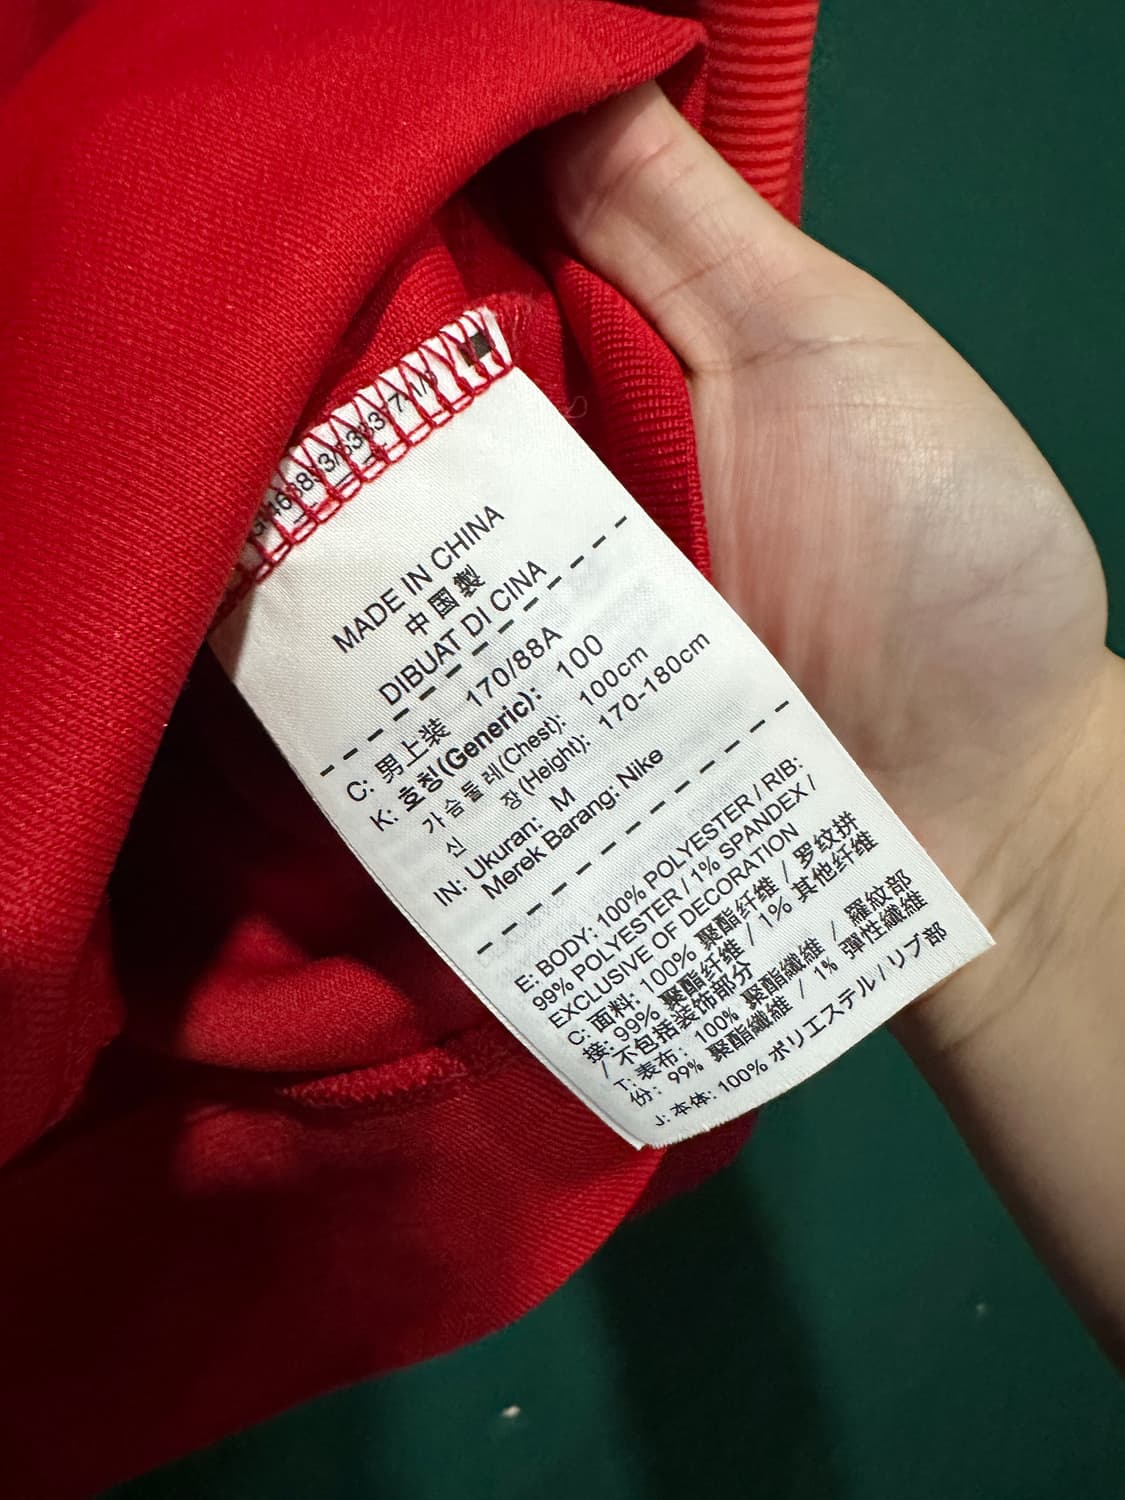 MADE IN CHINA
中国製
DIBUAT DI CINA
C: 男上装 170/88A
K: 호칭(Generic): 100
가슴둘레(Chest): 100cm
신 장(Height): 170-180cm
IN: Ukuran: M
Merek Barang: Nike
E: BODY: 100% POLYESTER / RIB:
99% POLYESTER / 1% SPANDEX /
EXCLUSIVE OF DECORATION
C: 面料: 100% 聚酯纤维 / 罗纹拼
接: 99% 聚酯纤维 / 1% 其他纤维
/ 不包括装饰部分
T: 表布: 100% 聚酯纖維 / 羅紋部
份: 99% 聚酯纖維 / 1% 彈性纖維
J: 本体: 100% ポリエステル / リブ部